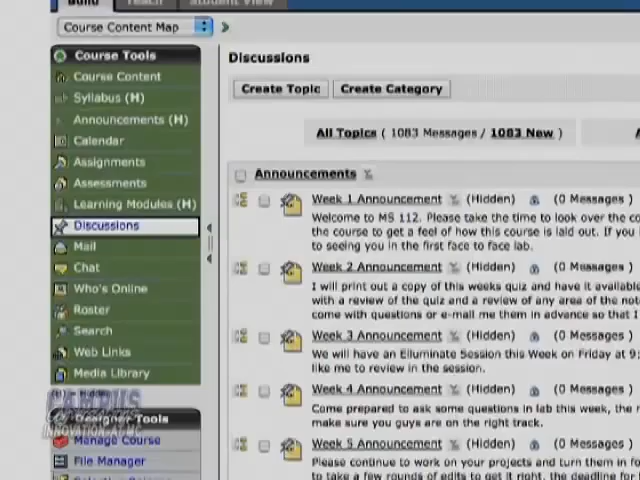 Build Teach Student View
Course Content Map
Course Tools
Course Content
Syllabus (H)
Announcements (H)
Calendar
Assignments
Assessments
Learning Modules (H)
Discussions
Mail
Chat
Who's Online
Roster
Search
Web Links
Media Library
CAMPUS
INNOVATION
Designer Tools
Manage Course
File Manager
Discussions
Create Topic Create Category
All Topics ( 1083 Messages / 1083 New )
Announcements
Week 1 Announcement (Hidden) (0 Messages )
Welcome to MS 112. Please take the time to look over the co
the course to get a feel of how this course is laid out. If you
to seeing you in the first face to face lab.
Week 2 Announcement (Hidden) (0 Messages )
I will print out a copy of this weeks quiz and have it available
with a review of the quiz and a review of any area of the note
come with questions or e-mail me them in advance so that I
Week 3 Announcement (Hidden) (0 Messages )
We will have an Elluminate Session this Week on Friday at 9:
like me to review in the session.
Week 4 Announcement (Hidden) (0 Messages )
Come prepared to ask some questions in lab this week, the
make sure you guys are on the right track.
Week 5 Announcement (Hidden) (0 Messages )
Please continue to work on your projects and turn them in fo
to take a few rounds of edits to get it right, the deadline for